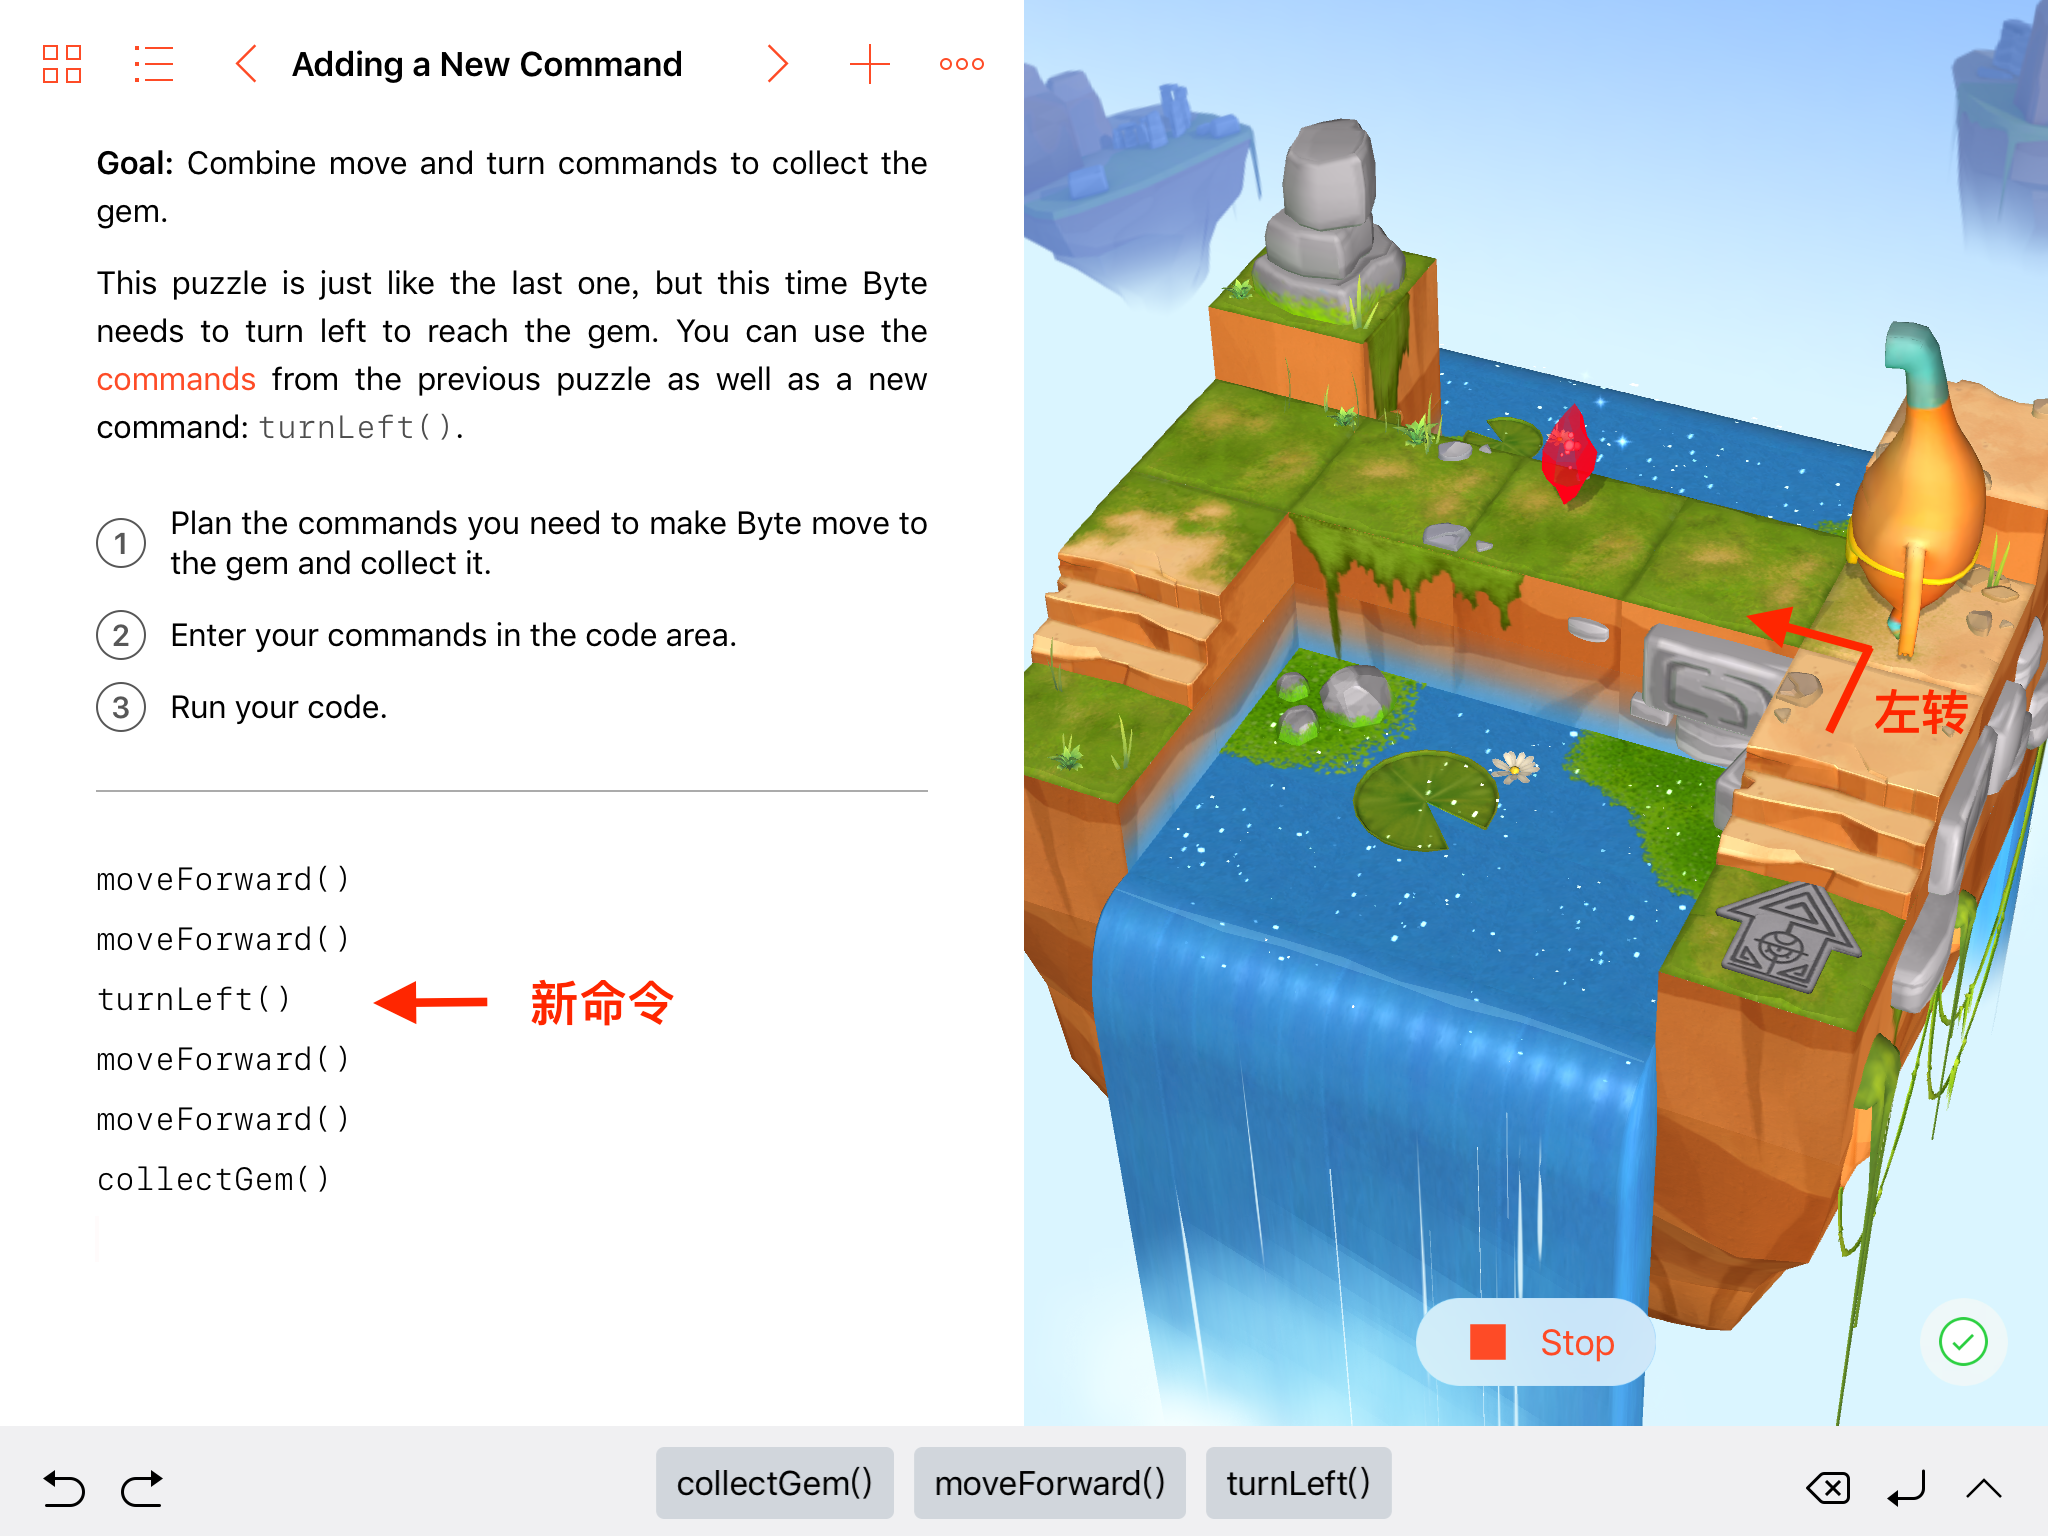 Adding a New Command
Goal: Combine move and turn commands to collect the
gem.
This puzzle is just like the last one, but this time Byte
needs to turn left to reach the gem. You can use the
commands from the previous puzzle as well as a new
command: turnLeft().
1 Plan the commands you need to make Byte move to
the gem and collect it.
2 Enter your commands in the code area.
3 Run your code.
moveForward()
moveForward()
turnLeft() 新命令
moveForward()
moveForward()
collectGem()
左转
Stop
collectGem() moveForward() turnLeft()